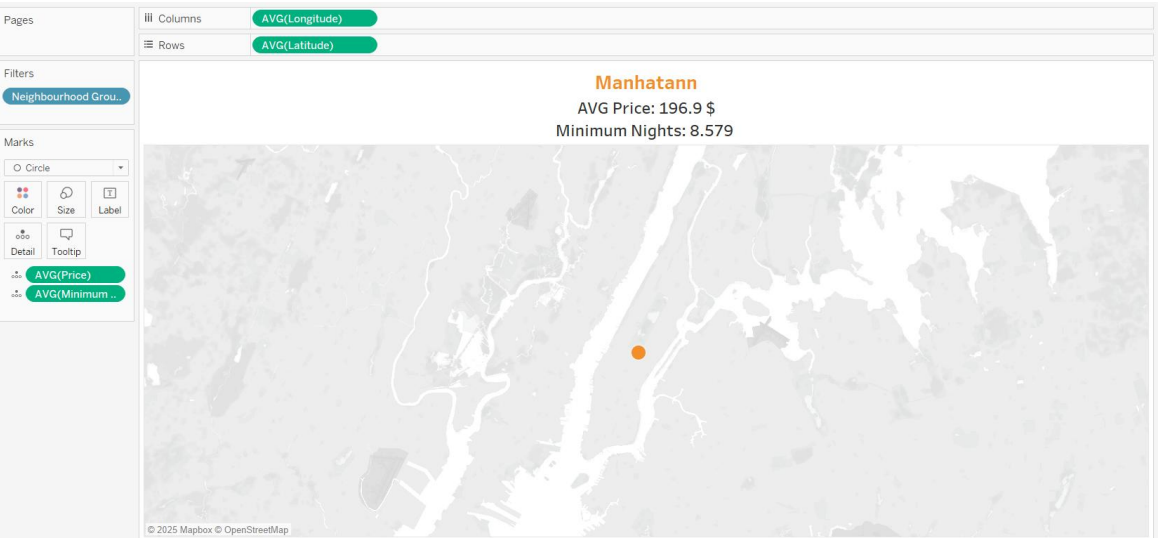 Pages
iii Columns
AVG(Longitude)
Rows
AVG(Latitude)
Filters
Neighbourhood Grou..
Marks
Circle
Color
Size
T
Label
Detail
Tooltip
AVG(Price)
AVG(Minimum ..
Manhatann
AVG Price: 196.9 $
Minimum Nights: 8.579
© 2025 Mapbox © OpenStreetMap